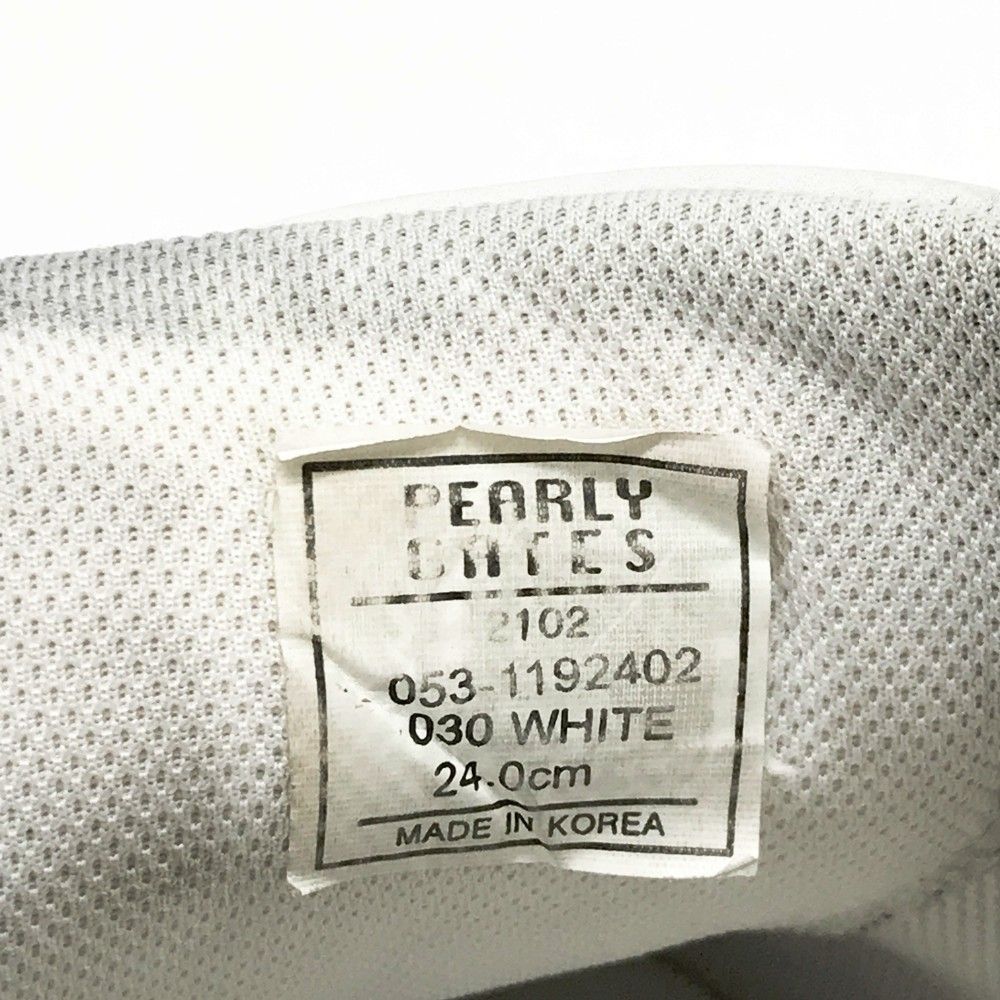 PEARLY
GATES
2102
053-1192402
030 WHITE
24.0cm
MADE IN KOREA